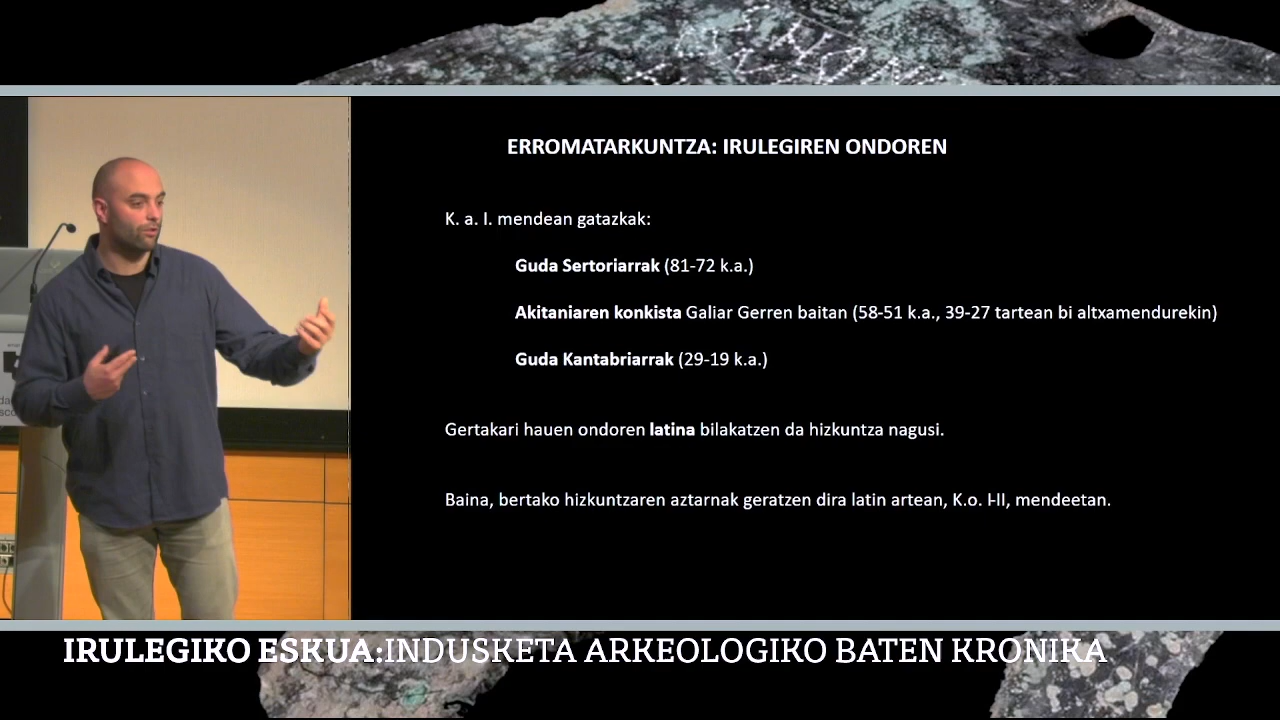 ERROMATARKUNTZA: IRULEGIREN ONDOREN
K. a. I. mendean gatazkak:
Guda Sertoriarrak (81-72 k.a.)
Akitaniaren konkista Galiar Gerren baitan (58-51 k.a., 39-27 tartean bi altxamendurekin)
Guda Kantabriarrak (29-19 k.a.)
Gertakari hauen ondoren latina bilakatzen da hizkuntza nagusi.
Baina, bertako hizkuntzaren aztarnak geratzen dira latin artean, K.o. I-II, mendeetan.
IRULEGIKO ESKUA:INDUSKETA ARKEOLOGIKO BATEN KRONIKA